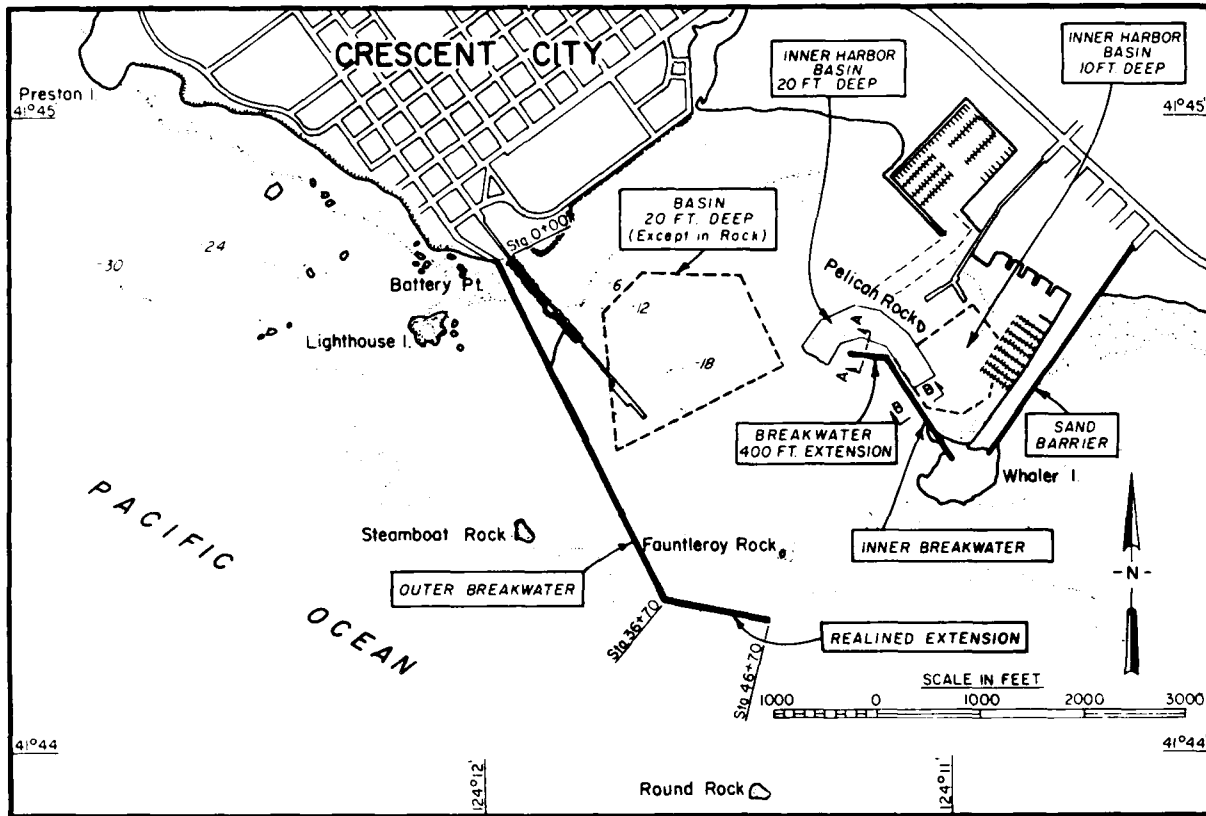 CRESCENT CITY
INNER HARBOR
BASIN
20 FT. DEEP
INNER HARBOR
BASIN
10 FT. DEEP
Preston I.
41°45'
41°45'
BASIN
20 FT. DEEP
(Except in Rock)
Sta 0+00
24
-30
Battery Pt.
6
-12
-18
Pelican Rock
Lighthouse I.
A
A
B
B
BREAKWATER
400 FT. EXTENSION
SAND
BARRIER
Whaler I.
PACIFIC
OCEAN
Steamboat Rock
Fauntleroy Rock
INNER BREAKWATER
OUTER BREAKWATER
-N-
Sta 36+70
REALINED EXTENSION
Sta 46+70
SCALE IN FEET
1000 0 1000 2000 3000
41°44'
41°44'
124°12'
124°11'
Round Rock